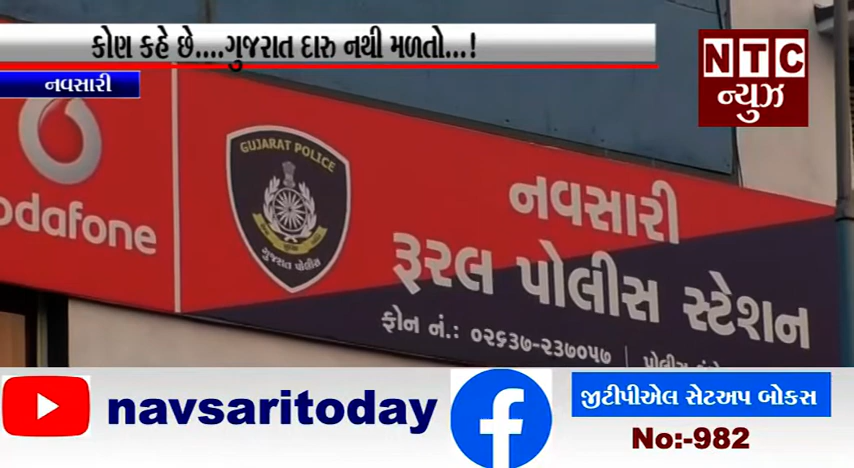 કોણ કહે છે....ગુજરાત દારુ નથી મળતો...!
નવસારી
NTC
ન્યુઝ
odafone
GUJARAT POLICE
ગુજરાત પોલીસ
નવસારી
રૂરલ પોલીસ સ્ટેશન
ફોન નં.: ૦૨૬૩૭-૨૩૭૦૫૭
પોલીસ
navsaritoday
જીટીપીએલ સેટઅપ બોકસ
No:-982